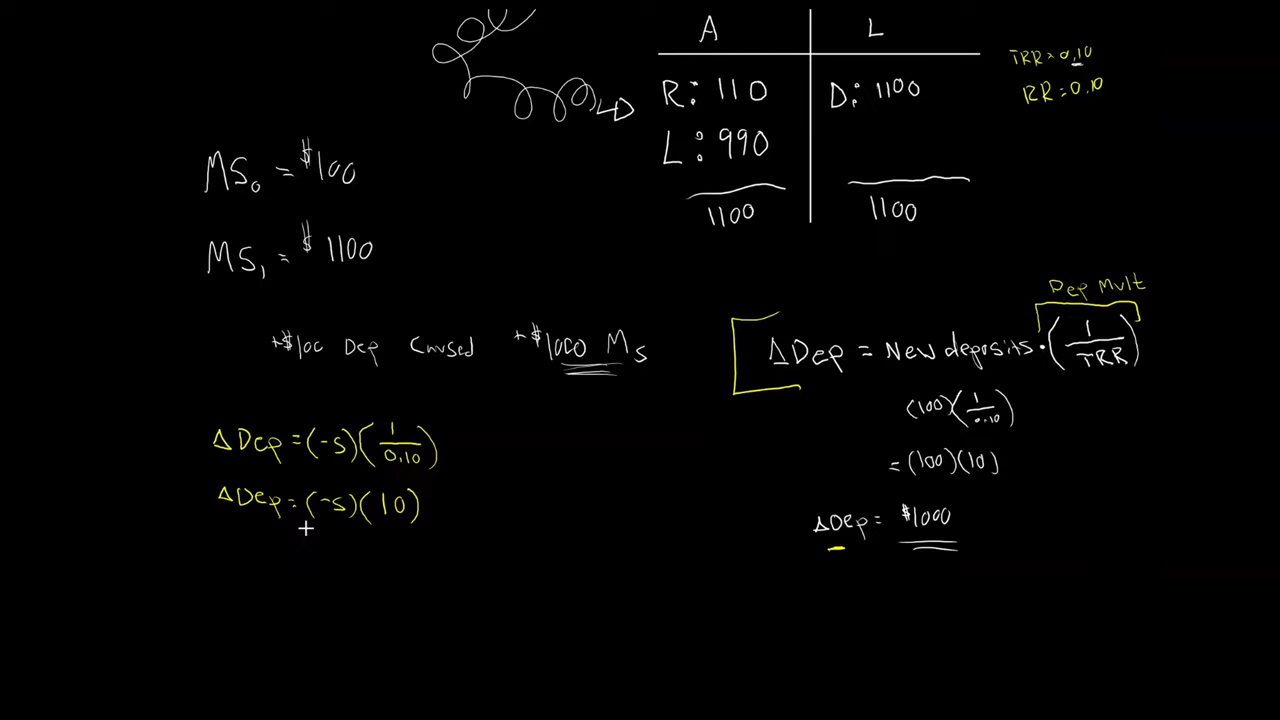 A L
TRR = 0.10
R: 110 D: 1100
RR = 0.10
L: 990
MS₀ = $100
1100 1100
MS₁ = $1100
Dep Mult
+$100 Dep Caused +$1000 Ms
ΔDep = New deposits · (1/TRR)
(100)(1/0.10)
ΔDep = (-5)(1/0.10)
= (100)(10)
ΔDep = (-5)(10)
ΔDep = $1000